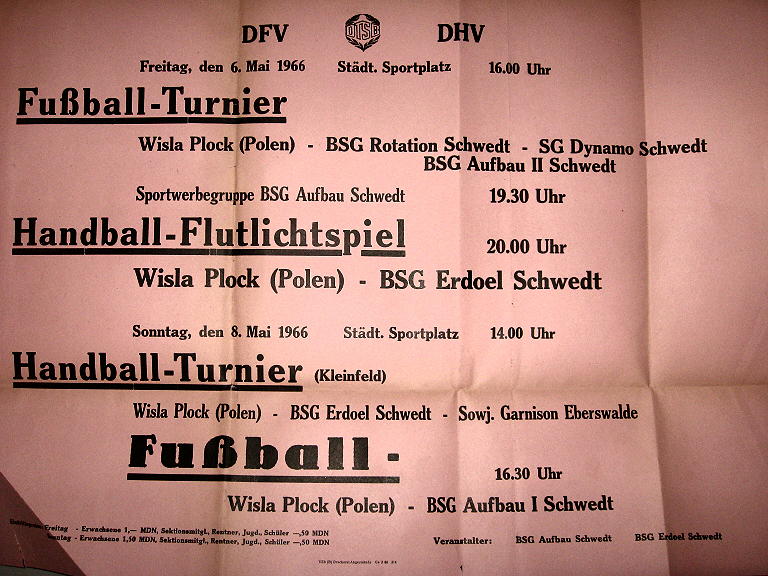 DFV DTSB DHV
Freitag, den 6. Mai 1966 Städt. Sportplatz 16.00 Uhr
Fußball-Turnier
Wisla Plock (Polen) - BSG Rotation Schwedt - SG Dynamo Schwedt
BSG Aufbau II Schwedt
Sportwerbegruppe BSG Aufbau Schwedt 19.30 Uhr
Handball-Flutlichtspiel 20.00 Uhr
Wisla Plock (Polen) - BSG Erdoel Schwedt
Sonntag, den 8. Mai 1966 Städt. Sportplatz 14.00 Uhr
Handball-Turnier (Kleinfeld)
Wisla Plock (Polen) - BSG Erdoel Schwedt - Sowj. Garnison Eberswalde
Fußball- 16.30 Uhr
Wisla Plock (Polen) - BSG Aufbau I Schwedt
Freitag - Erwachsene 1,— MDN, Sektionsmitgl., Rentner, Jugd., Schüler —,50 MDN
Sonntag - Erwachsene 1,50 MDN, Sektionsmitgl., Rentner, Jugd., Schüler —,50 MDN
Veranstalter: BSG Aufbau Schwedt BSG Erdoel Schwedt